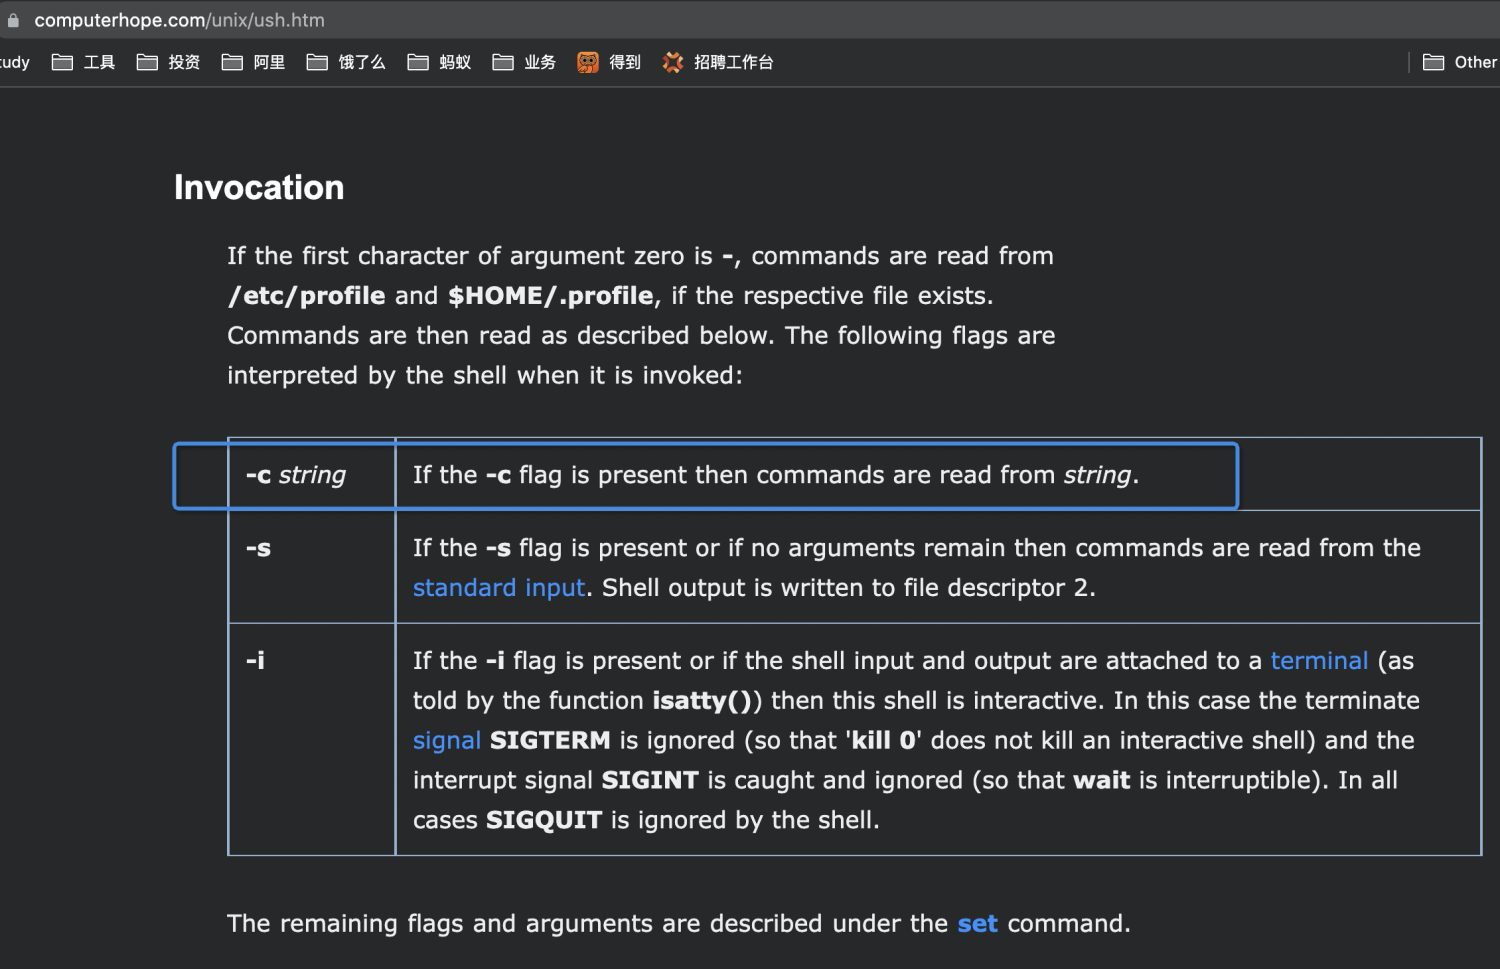 computerhope.com/unix/ush.htm
tudy 工具 投资 阿里 饿了么 蚂蚁 业务 得到 招聘工作台 Other
Invocation
If the first character of argument zero is -, commands are read from
/etc/profile and $HOME/.profile, if the respective file exists.
Commands are then read as described below. The following flags are
interpreted by the shell when it is invoked:
-c string If the -c flag is present then commands are read from string.
-s If the -s flag is present or if no arguments remain then commands are read from the
standard input. Shell output is written to file descriptor 2.
-i If the -i flag is present or if the shell input and output are attached to a terminal (as
told by the function isatty()) then this shell is interactive. In this case the terminate
signal SIGTERM is ignored (so that 'kill 0' does not kill an interactive shell) and the
interrupt signal SIGINT is caught and ignored (so that wait is interruptible). In all
cases SIGQUIT is ignored by the shell.
The remaining flags and arguments are described under the set command.